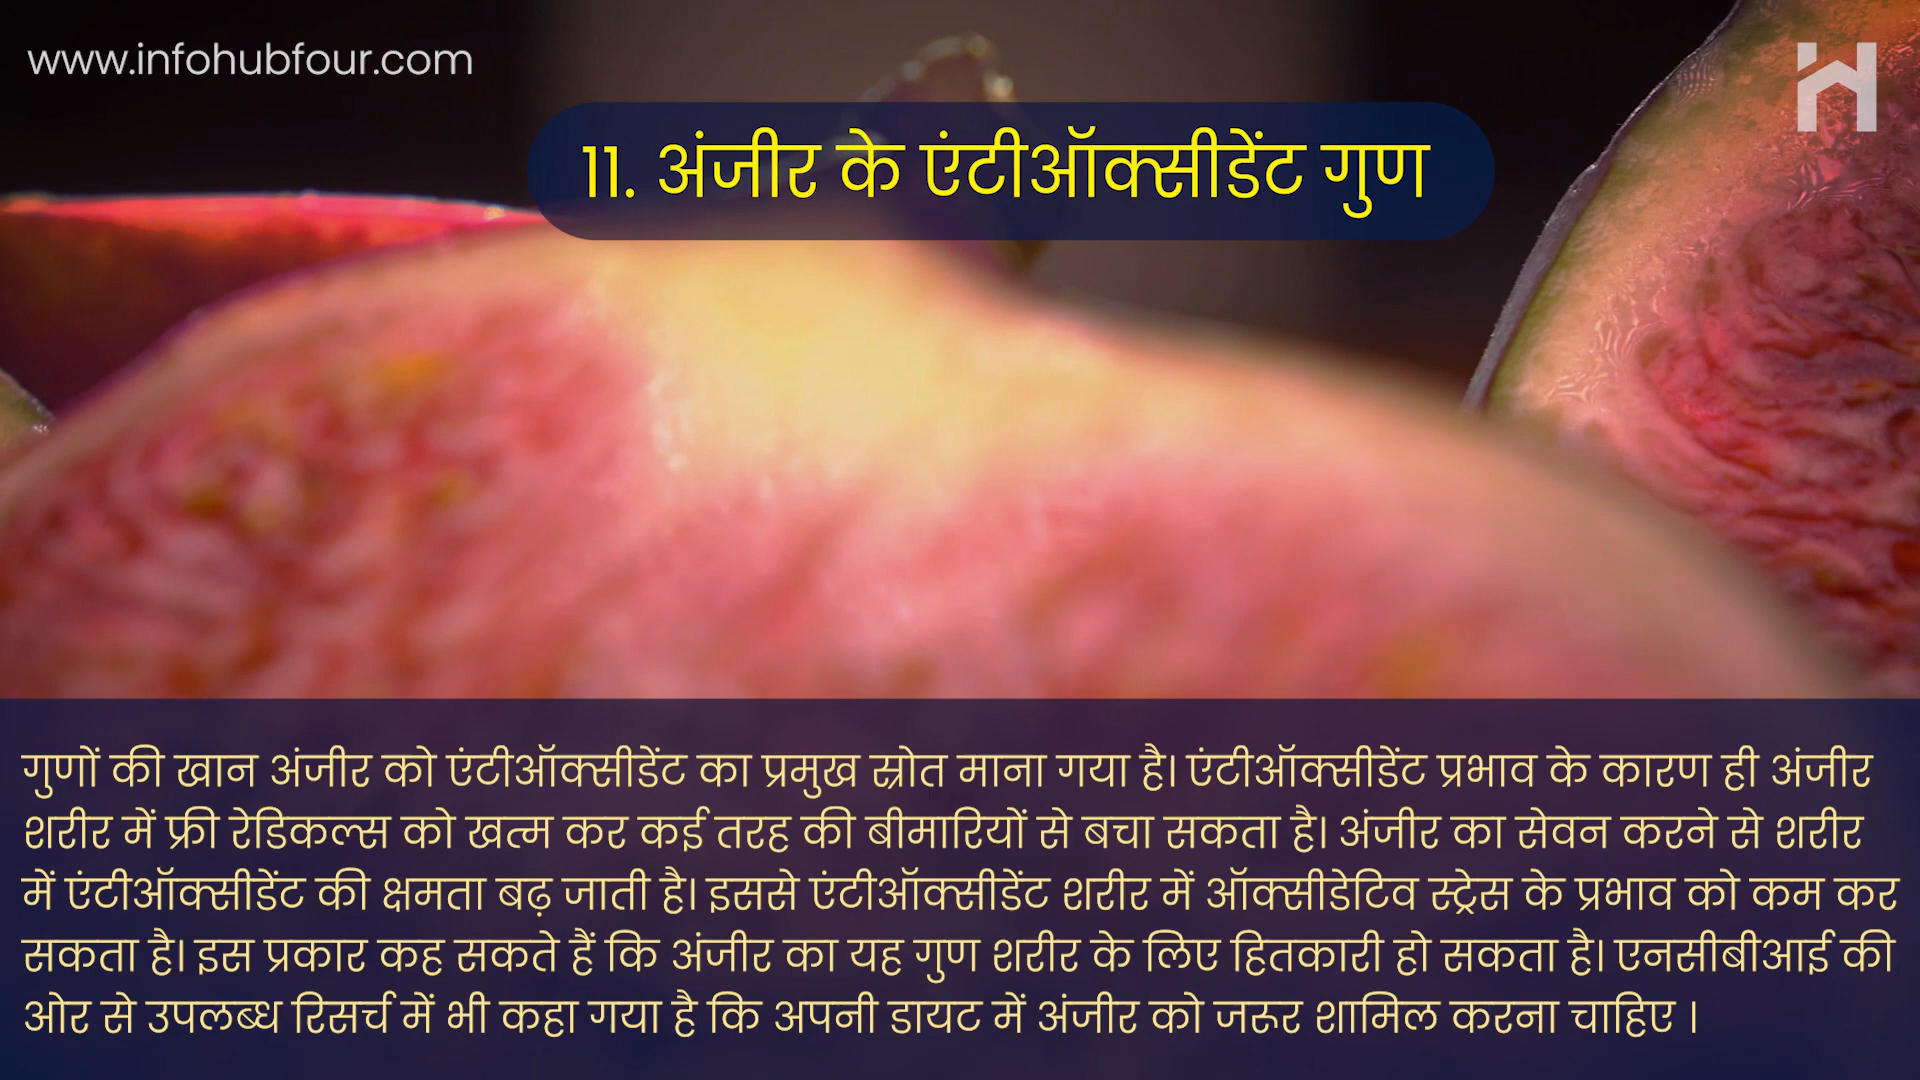 www.infohubfour.com
11. अंजीर के एंटीऑक्सीडेंट गुण
गुणों की खान अंजीर को एंटीऑक्सीडेंट का प्रमुख स्रोत माना गया है। एंटीऑक्सीडेंट प्रभाव के कारण ही अंजीर
शरीर में फ्री रेडिकल्स को खत्म कर कई तरह की बीमारियों से बचा सकता है। अंजीर का सेवन करने से शरीर
में एंटीऑक्सीडेंट की क्षमता बढ़ जाती है। इससे एंटीऑक्सीडेंट शरीर में ऑक्सीडेटिव स्ट्रेस के प्रभाव को कम कर
सकता है। इस प्रकार कह सकते हैं कि अंजीर का यह गुण शरीर के लिए हितकारी हो सकता है। एनसीबीआई की
ओर से उपलब्ध रिसर्च में भी कहा गया है कि अपनी डायट में अंजीर को जरूर शामिल करना चाहिए ।